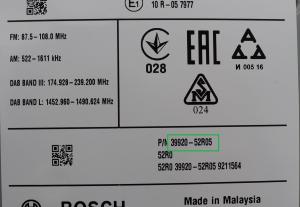 E1
10 R - 05 7977
FM: 87.5 - 108.0 MHz
AM: 522 - 1611 kHz
DAB BAND III: 174.928 - 239.200 MHz
DAB BAND L: 1452.960 - 1490.624 MHz
028
EAC
И 005 16
024
P/N 39920-52R05
52R0
52R0 39920-52R05 9211564
BOSCH
Made in Malaysia